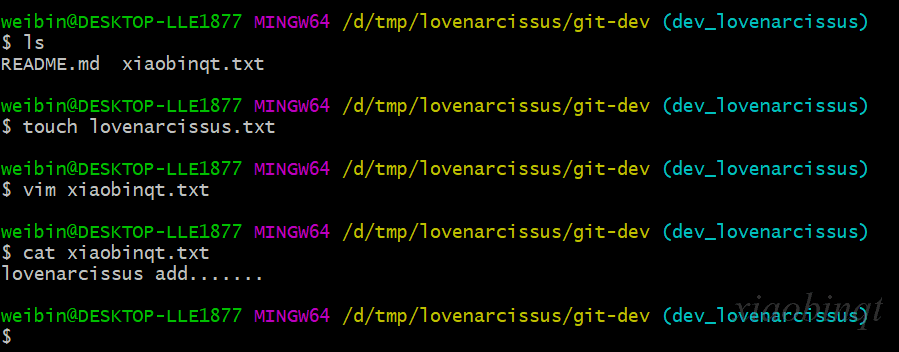 weibin@DESKTOP-LLE1877 MINGW64 /d/tmp/lovenarcissus/git-dev (dev_lovenarcissus)
$ ls
README.md  xiaobinqt.txt
weibin@DESKTOP-LLE1877 MINGW64 /d/tmp/lovenarcissus/git-dev (dev_lovenarcissus)
$ touch lovenarcissus.txt
weibin@DESKTOP-LLE1877 MINGW64 /d/tmp/lovenarcissus/git-dev (dev_lovenarcissus)
$ vim xiaobinqt.txt
weibin@DESKTOP-LLE1877 MINGW64 /d/tmp/lovenarcissus/git-dev (dev_lovenarcissus)
$ cat xiaobinqt.txt
lovenarcissus add.......
weibin@DESKTOP-LLE1877 MINGW64 /d/tmp/lovenarcissus/git-dev (dev_lovenarcissus)
$
xiaobinqt